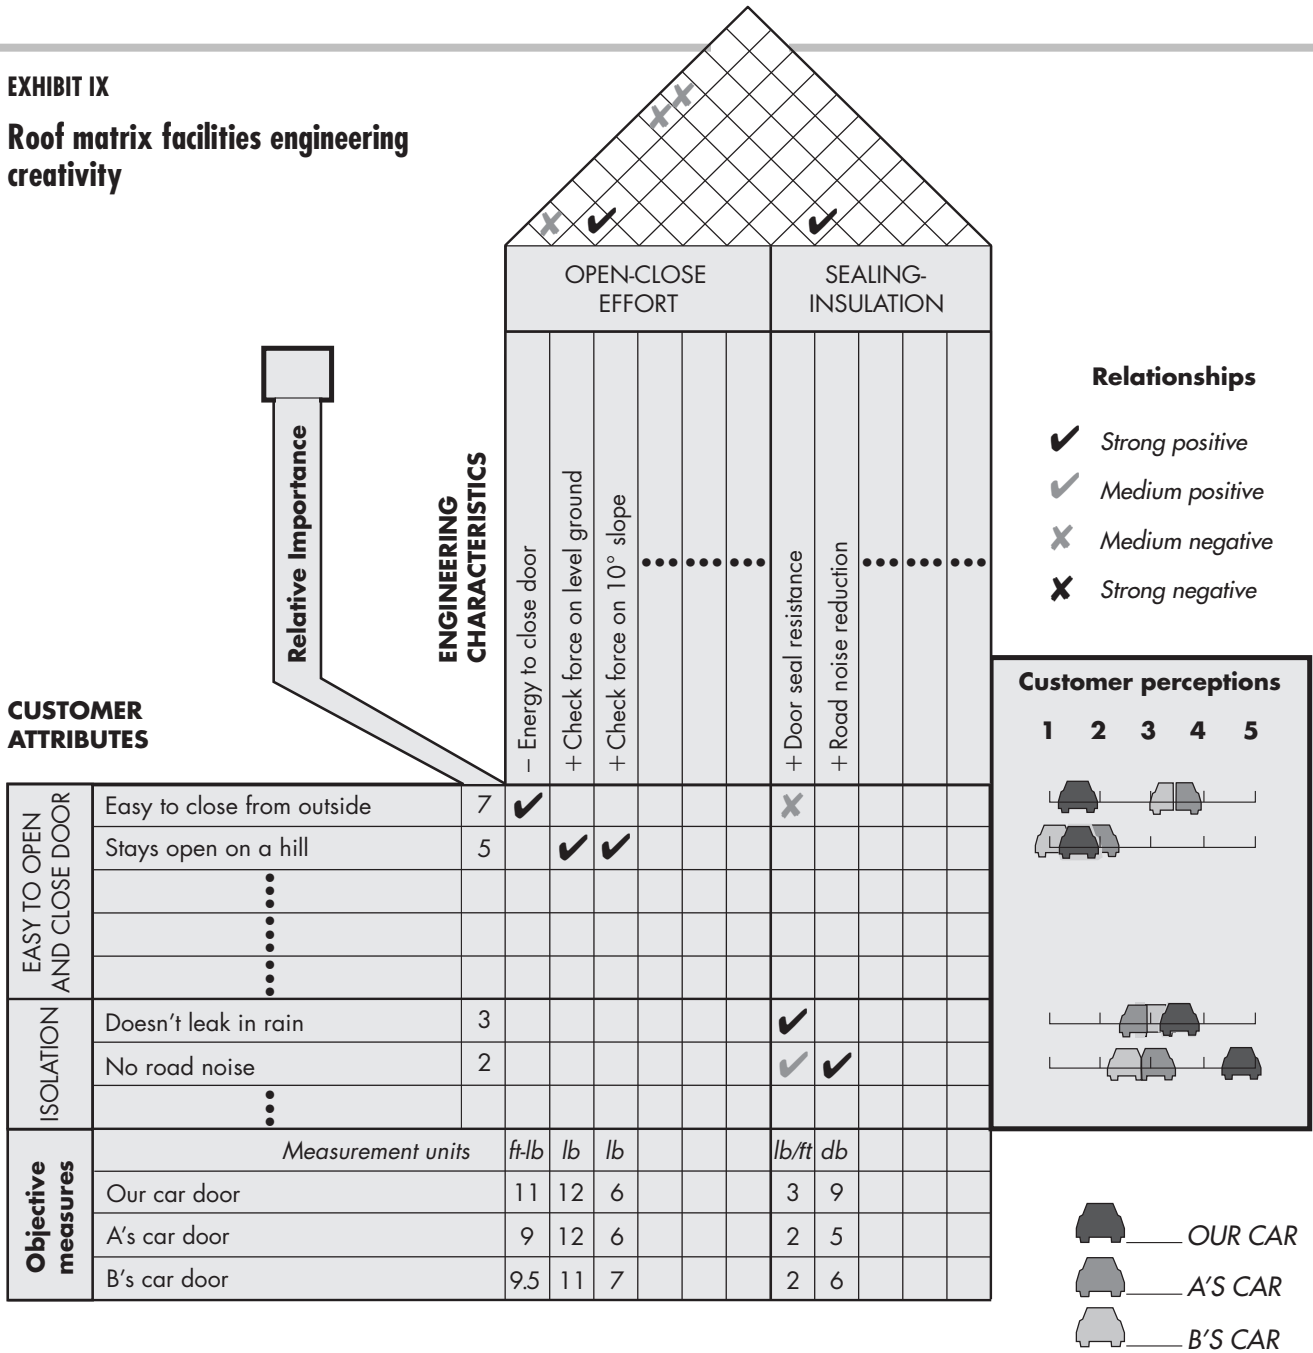 EXHIBIT IX
Roof matrix facilities engineering
creativity
OPEN-CLOSE
EFFORT
SEALING-
INSULATION
Relative Importance
ENGINEERING
CHARACTERISTICS
– Energy to close door
+ Check force on level ground
+ Check force on 10° slope
+ Door seal resistance
+ Road noise reduction
Relationships
Strong positive
Medium positive
Medium negative
Strong negative
CUSTOMER
ATTRIBUTES
Customer perceptions
1 2 3 4 5
EASY TO OPEN
AND CLOSE DOOR
Easy to close from outside 7
Stays open on a hill 5
ISOLATION
Doesn't leak in rain 3
No road noise 2
Objective
measures
Measurement units ft-lb lb lb lb/ft db
Our car door 11 12 6 3 9
A's car door 9 12 6 2 5
B's car door 9.5 11 7 2 6
OUR CAR
A'S CAR
B'S CAR